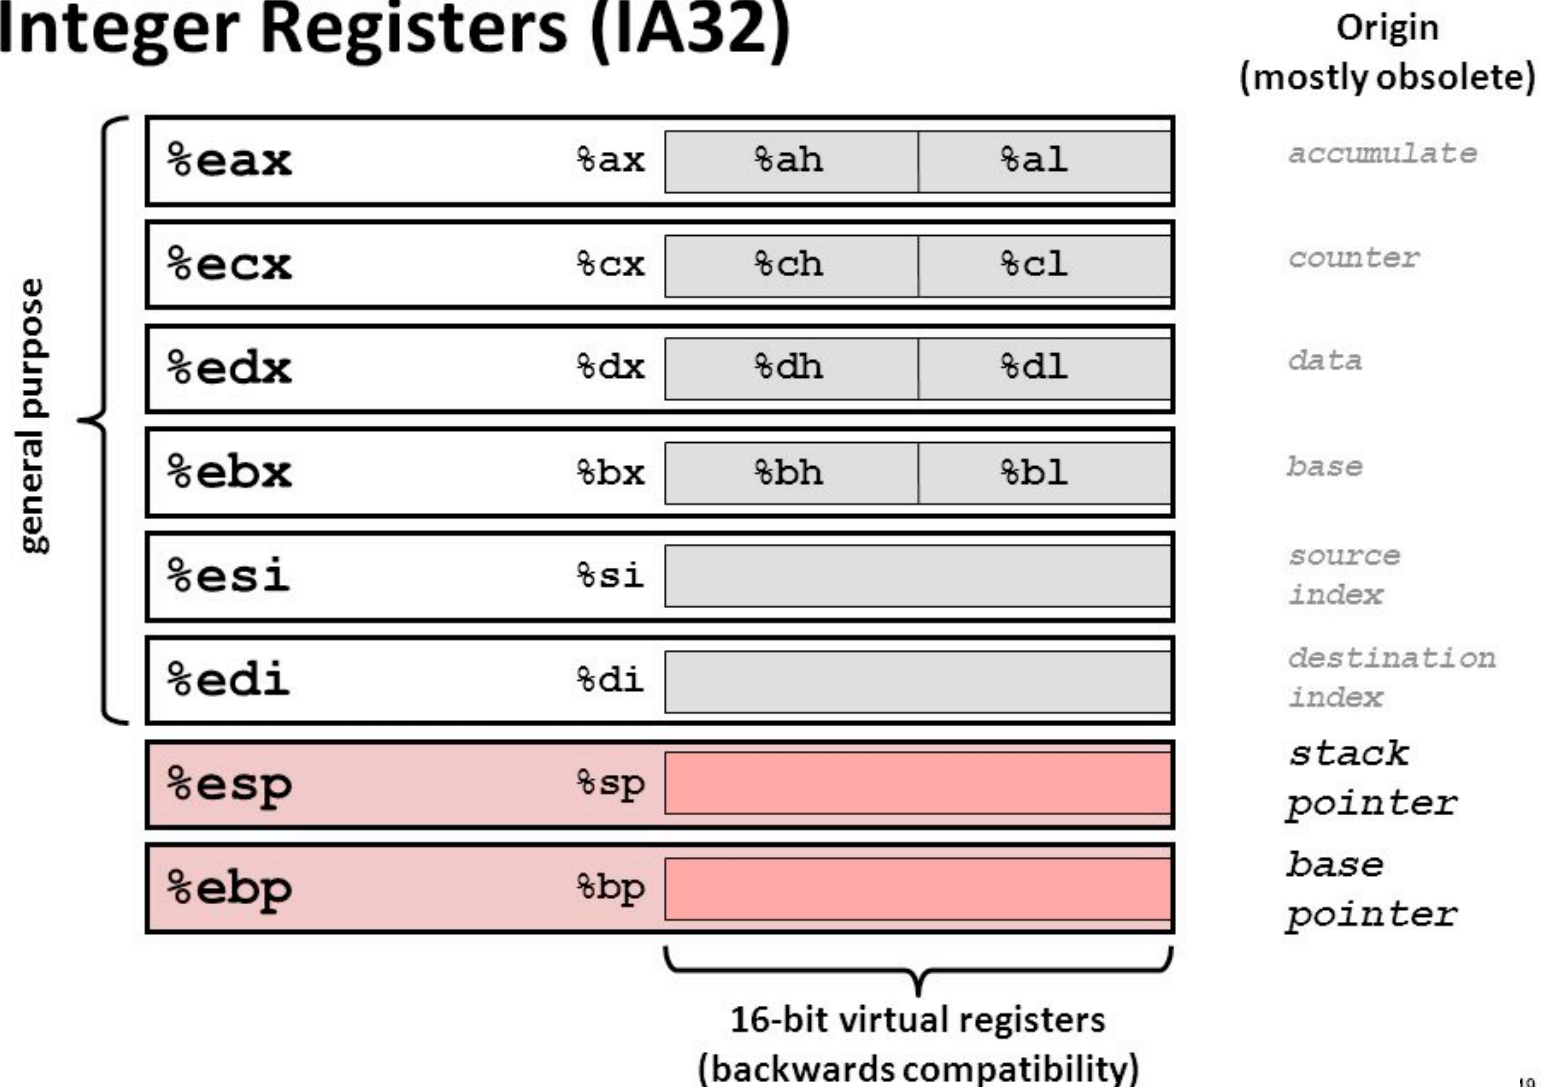 Integer Registers (IA32)
Origin
(mostly obsolete)
general purpose
%eax %ax %ah %al accumulate
%ecx %cx %ch %cl counter
%edx %dx %dh %dl data
%ebx %bx %bh %bl base
%esi %si source
index
%edi %di destination
index
%esp %sp stack
pointer
%ebp %bp base
pointer
16-bit virtual registers
(backwards compatibility)
19